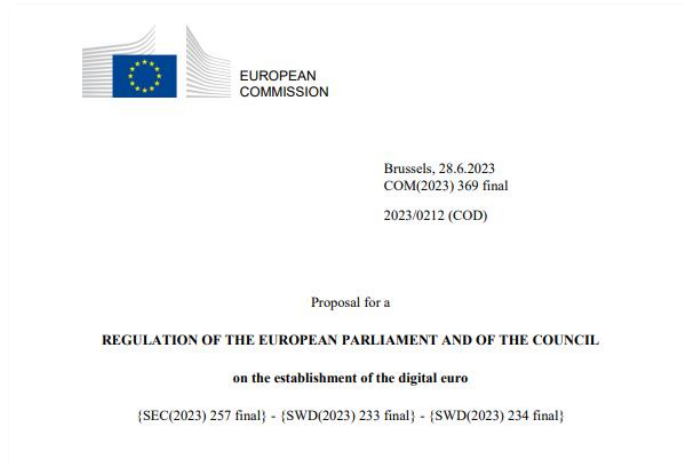 EUROPEAN
COMMISSION
Brussels, 28.6.2023
COM(2023) 369 final
2023/0212 (COD)
Proposal for a
REGULATION OF THE EUROPEAN PARLIAMENT AND OF THE COUNCIL
on the establishment of the digital euro
{SEC(2023) 257 final} - {SWD(2023) 233 final} - {SWD(2023) 234 final}